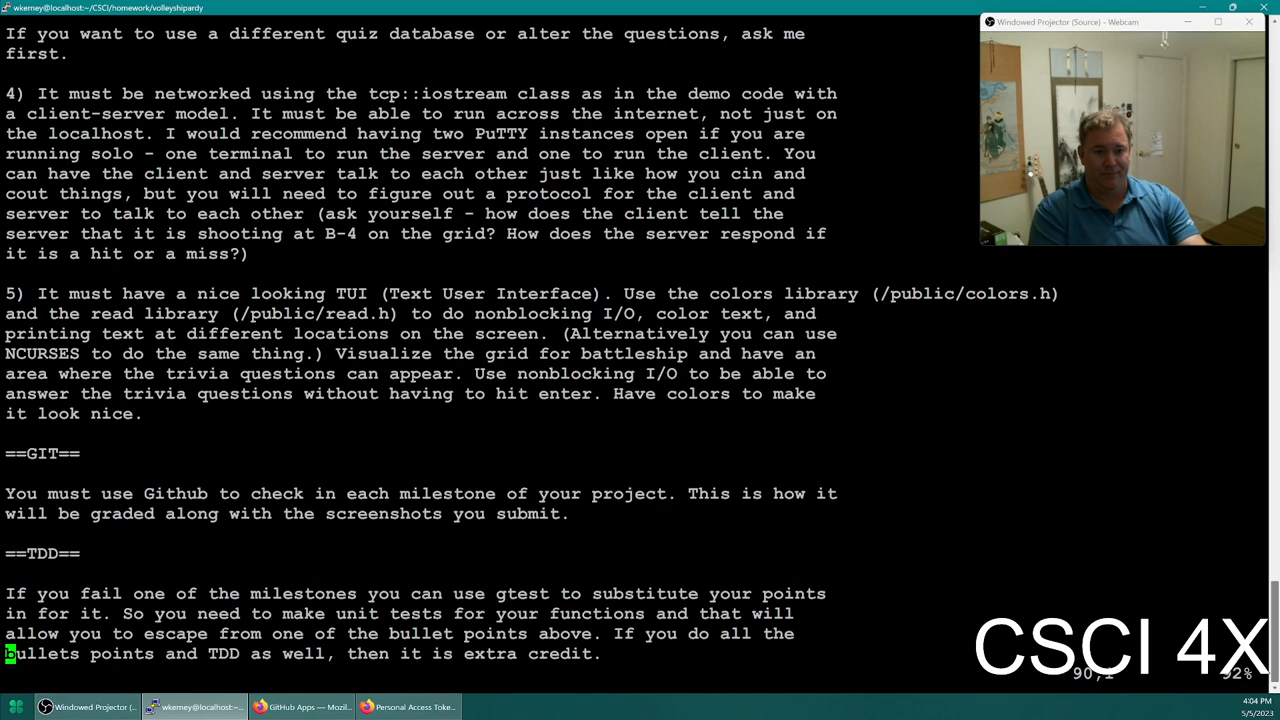 wkerney@localhost:~/CSCI/homework/volleyshipardy
If you want to use a different quiz database or alter the questions, ask me
first.
4) It must be networked using the tcp::iostream class as in the demo code with
a client-server model. It must be able to run across the internet, not just on
the localhost. I would recommend having two PuTTY instances open if you are
running solo - one terminal to run the server and one to run the client. You
can have the client and server talk to each other just like how you cin and
cout things, but you will need to figure out a protocol for the client and
server to talk to each other (ask yourself - how does the client tell the
server that it is shooting at B-4 on the grid? How does the server respond if
it is a hit or a miss?)
5) It must have a nice looking TUI (Text User Interface). Use the colors library (/public/colors.h)
and the read library (/public/read.h) to do nonblocking I/O, color text, and
printing text at different locations on the screen. (Alternatively you can use
NCURSES to do the same thing.) Visualize the grid for battleship and have an
area where the trivia questions can appear. Use nonblocking I/O to be able to
answer the trivia questions without having to hit enter. Have colors to make
it look nice.
==GIT==
You must use Github to check in each milestone of your project. This is how it
will be graded along with the screenshots you submit.
==TDD==
If you fail one of the milestones you can use gtest to substitute your points
in for it. So you need to make unit tests for your functions and that will
allow you to escape from one of the bullet points above. If you do all the
bullets points and TDD as well, then it is extra credit.
90,1 92%
Windowed Projector (Source) - Webcam
CSCI 4X
Windowed Projector (...
wkerney@localhost:~...
GitHub Apps — Mozil...
Personal Access Toke...
4:04 PM
5/5/2023